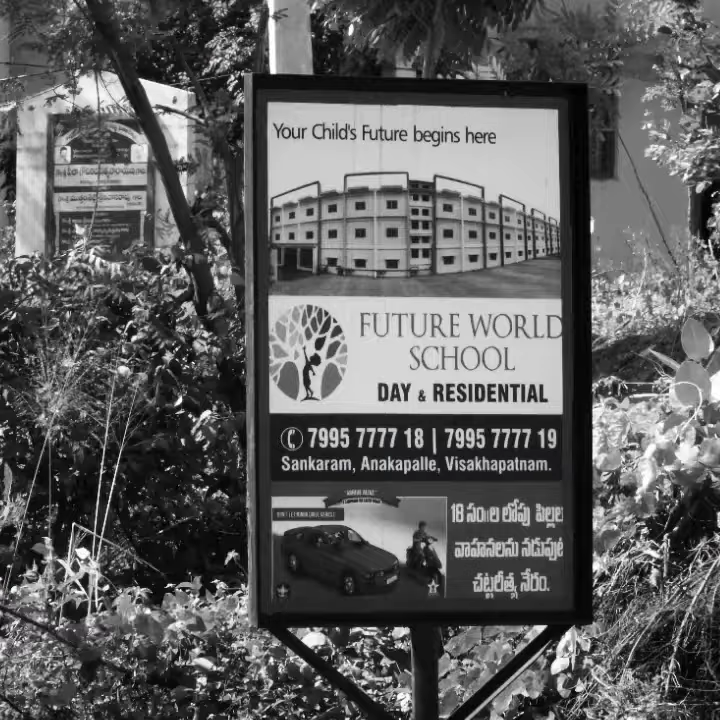 Your Child's Future begins here
FUTURE WORLD
SCHOOL
DAY & RESIDENTIAL
7995 7777 18 | 7995 7777 19
Sankaram, Anakapalle, Visakhapatnam.
18 సం॥ల లోపు పిల్లల
వాహనాలను నడుపుట
చట్టరీత్య నేరం.